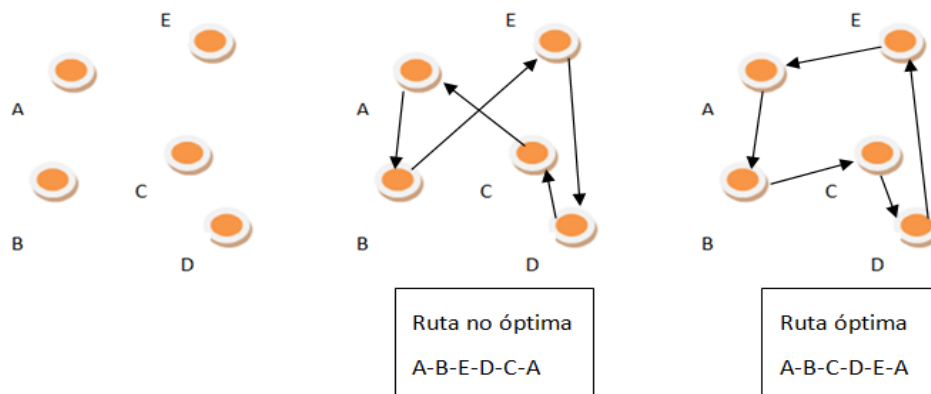 E
A
C
B
D
E
A
C
B
D
Ruta no óptima
A-B-E-D-C-A
E
A
C
B
D
Ruta óptima
A-B-C-D-E-A